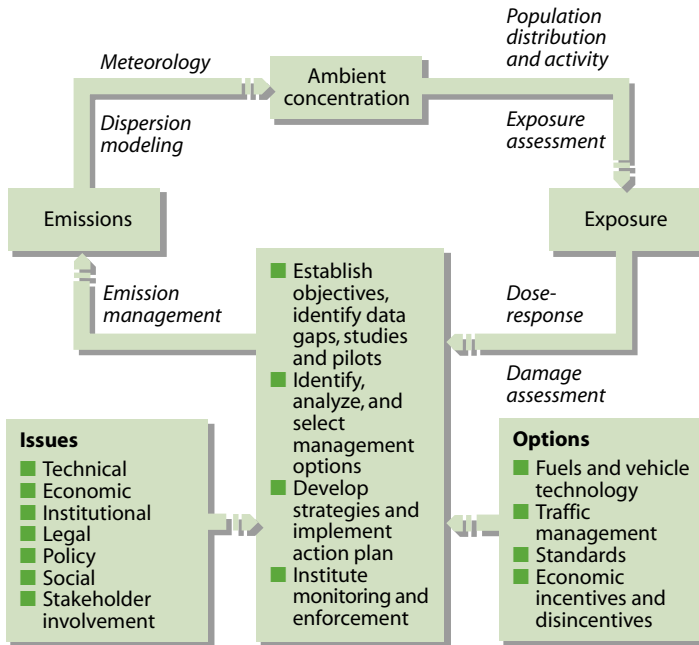 Meteorology
Dispersion
modeling
Ambient
concentration
Population
distribution
and activity
Exposure
assessment
Emissions
Exposure
Emission
management
Establish
objectives,
identify data
gaps, studies
and pilots
Identify,
analyze, and
select
management
options
Develop
strategies and
implement
action plan
Institute
monitoring and
enforcement
Dose-
response
Damage
assessment
Issues
Technical
Economic
Institutional
Legal
Policy
Social
Stakeholder
involvement
Options
Fuels and vehicle
technology
Traffic
management
Standards
Economic
incentives and
disincentives